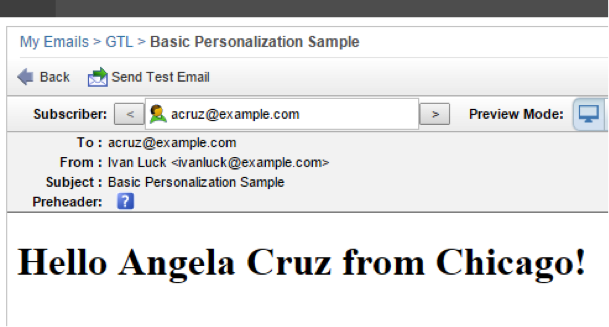 My Emails > GTL > Basic Personalization Sample
Back Send Test Email
Subscriber: < acruz@example.com > Preview Mode:
To : acruz@example.com
From : Ivan Luck <ivanluck@example.com>
Subject : Basic Personalization Sample
Preheader: ?
Hello Angela Cruz from Chicago!